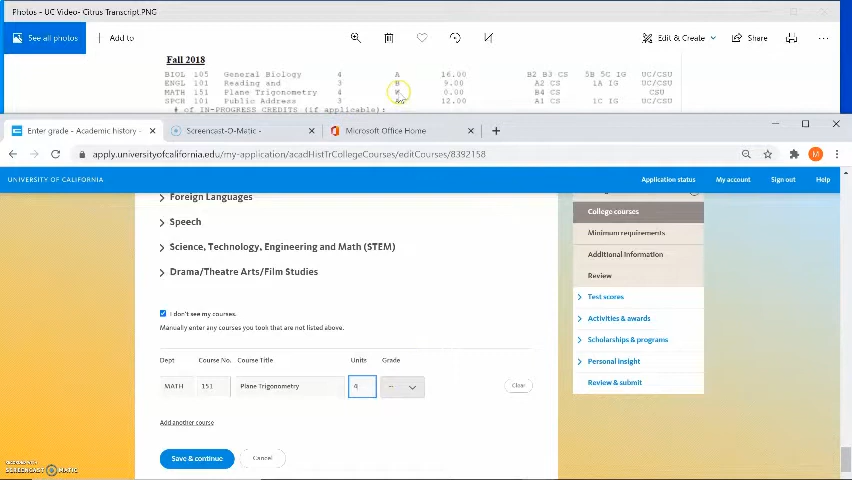 Photos - UC Video- Citrus Transcript.PNG
See all photos
Add to
Edit & Create
Share
Fall 2018
BIOL 105 General Biology 4 A 16.00 B2 B3 CS 5B 5C IG UC/CSU
ENGL 101 Reading and 3 B 9.00 A2 CS 1A IG UC/CSU
MATH 151 Plane Trigonometry 4 W 0.00 B4 CS CSU
SPCH 101 Public Address 3 12.00 A1 CS 1C IG UC/CSU
# of IN-PROGRESS CREDITS (if applicable):
Enter grade - Academic history -
Screencast-O-Matic -
Microsoft Office Home
apply.universityofcalifornia.edu/my-application/acadHistTrCollegeCourses/editCourses/8392158
M
UNIVERSITY OF CALIFORNIA
Application status
My account
Sign out
Help
Foreign Languages
Speech
Science, Technology, Engineering and Math (STEM)
Drama/Theatre Arts/Film Studies
I don't see my courses.
Manually enter any courses you took that are not listed above.
Dept Course No. Course Title Units Grade
MATH 151 Plane Trigonometry 4 -- Clear
Add another course
Save & continue
Cancel
College courses
Minimum requirements
Additional information
Review
Test scores
Activities & awards
Scholarships & programs
Personal insight
Review & submit
RECORDED WITH
SCREENCAST MATIC